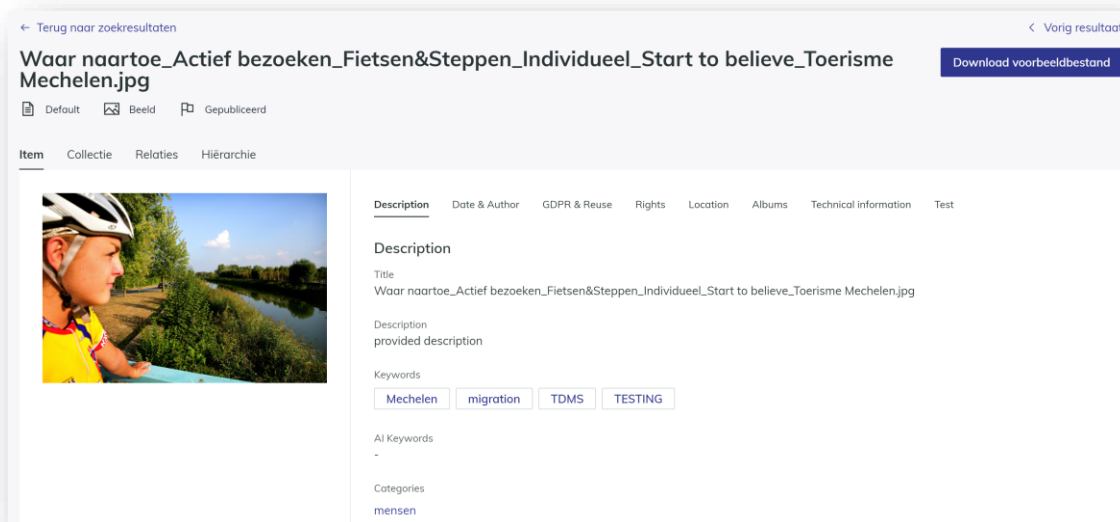 ← Terug naar zoekresultaten
< Vorig resultaat
Waar naartoe_Actief bezoeken_Fietsen&Steppen_Individueel_Start to believe_Toerisme
Mechelen.jpg
Download voorbeeldbestand
Default Beeld Gepubliceerd
Item Collectie Relaties Hiërarchie
Description Date & Author GDPR & Reuse Rights Location Albums Technical information Test
Description
Title
Waar naartoe_Actief bezoeken_Fietsen&Steppen_Individueel_Start to believe_Toerisme Mechelen.jpg
Description
provided description
Keywords
Mechelen migration TDMS TESTING
AI Keywords
-
Categories
mensen